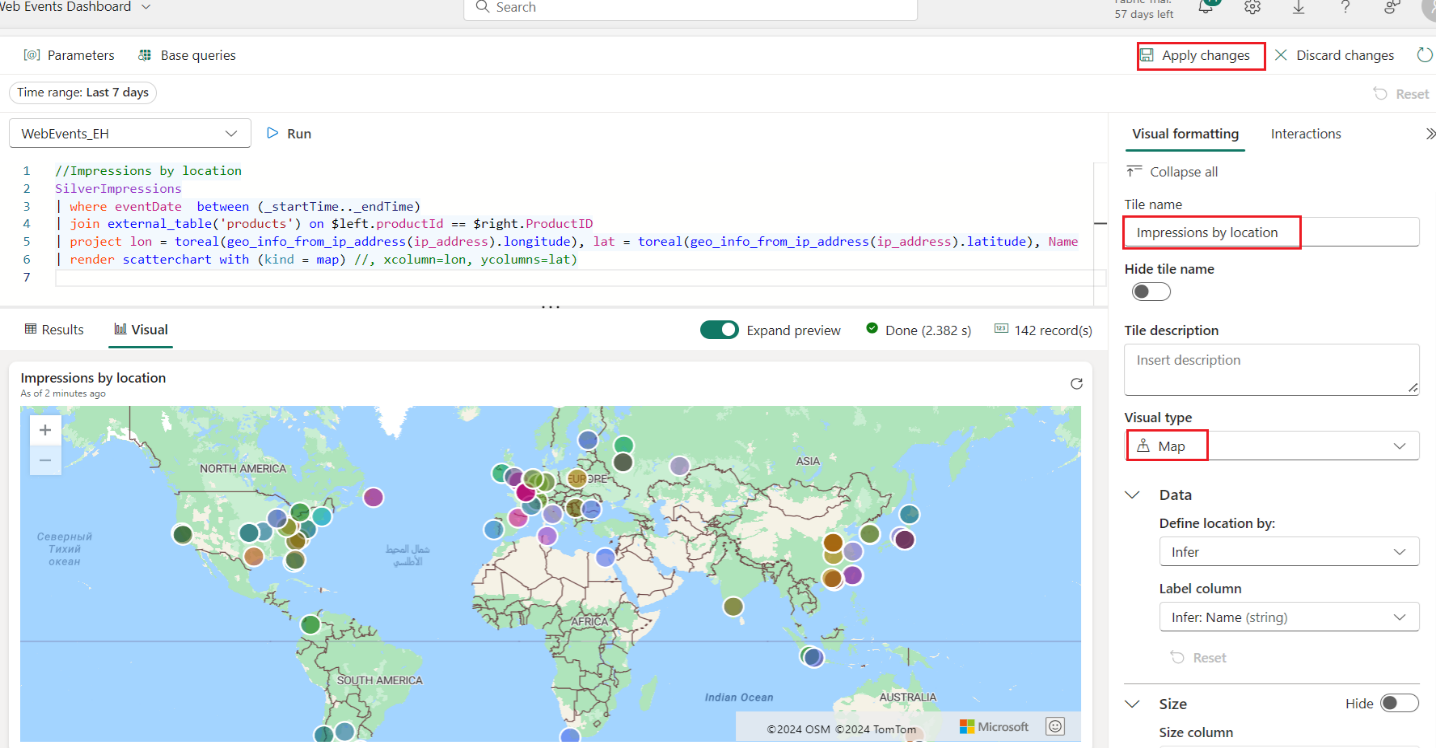 Web Events Dashboard
Search
Fabric Trial:
57 days left
Parameters
Base queries
Apply changes
Discard changes
Time range: Last 7 days
Reset
WebEvents_EH
Run
1 //Impressions by location
2 SilverImpressions
3 | where eventDate between (_startTime.._endTime)
4 | join external_table('products') on $left.productId == $right.ProductID
5 | project lon = toreal(geo_info_from_ip_address(ip_address).longitude), lat = toreal(geo_info_from_ip_address(ip_address).latitude), Name
6 | render scatterchart with (kind = map) //, xcolumn=lon, ycolumns=lat)
7
Results
Visual
Expand preview
Done (2.382 s)
142 record(s)
Impressions by location
As of 2 minutes ago
NORTH AMERICA
EUROPE
ASIA
Северный
Тихий
океан
شمال المحيط
الأطلسي
AFRICA
SOUTH AMERICA
Indian Ocean
AUSTRALIA
©2024 OSM ©2024 TomTom
Microsoft
Visual formatting
Interactions
Collapse all
Tile name
Impressions by location
Hide tile name
Tile description
Insert description
Visual type
Map
Data
Define location by:
Infer
Label column
Infer: Name (string)
Reset
Size
Hide
Size column